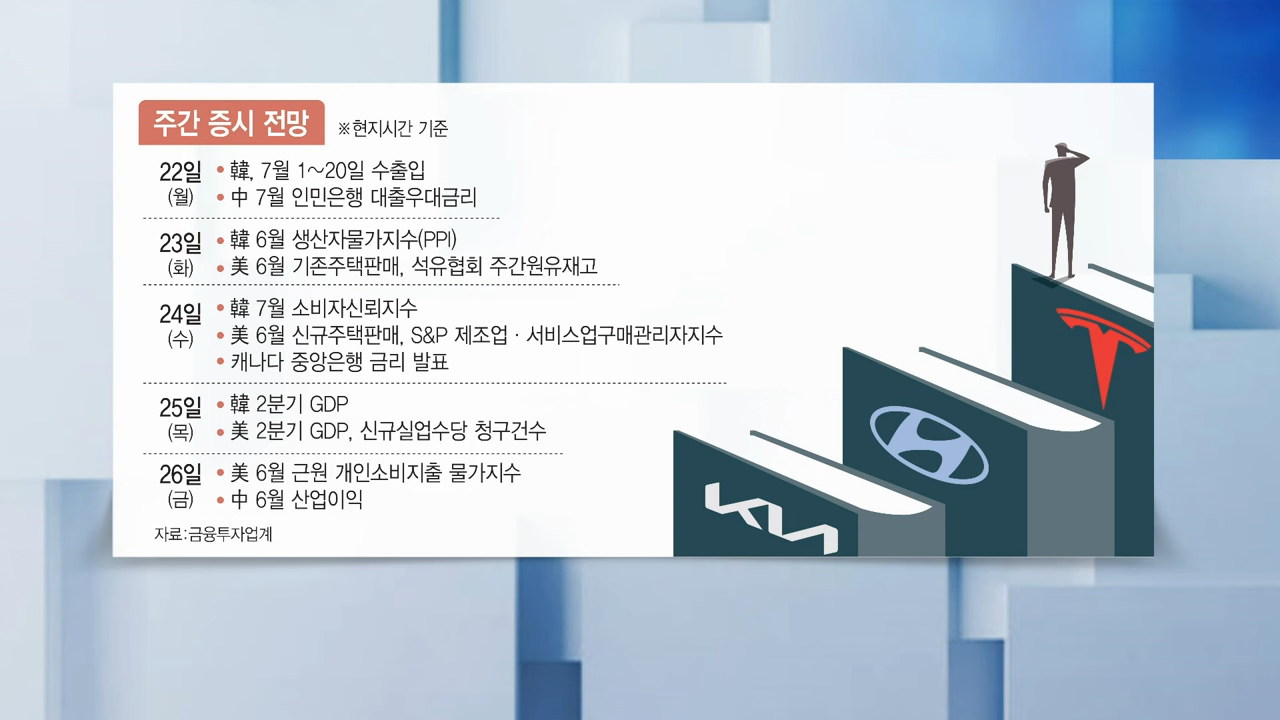 주간 증시 전망
※현지시간 기준
22일
(월)
• 韓, 7월 1~20일 수출입
• 中 7월 인민은행 대출우대금리
23일
(화)
• 韓 6월 생산자물가지수(PPI)
• 美 6월 기존주택판매, 석유협회 주간원유재고
24일
(수)
• 韓 7월 소비자신뢰지수
• 美 6월 신규주택판매, S&P 제조업·서비스업구매관리자지수
• 캐나다 중앙은행 금리 발표
25일
(목)
• 韓 2분기 GDP
• 美 2분기 GDP, 신규실업수당 청구건수
26일
(금)
• 美 6월 근원 개인소비지출 물가지수
• 中 6월 산업이익
자료:금융투자업계
KIA